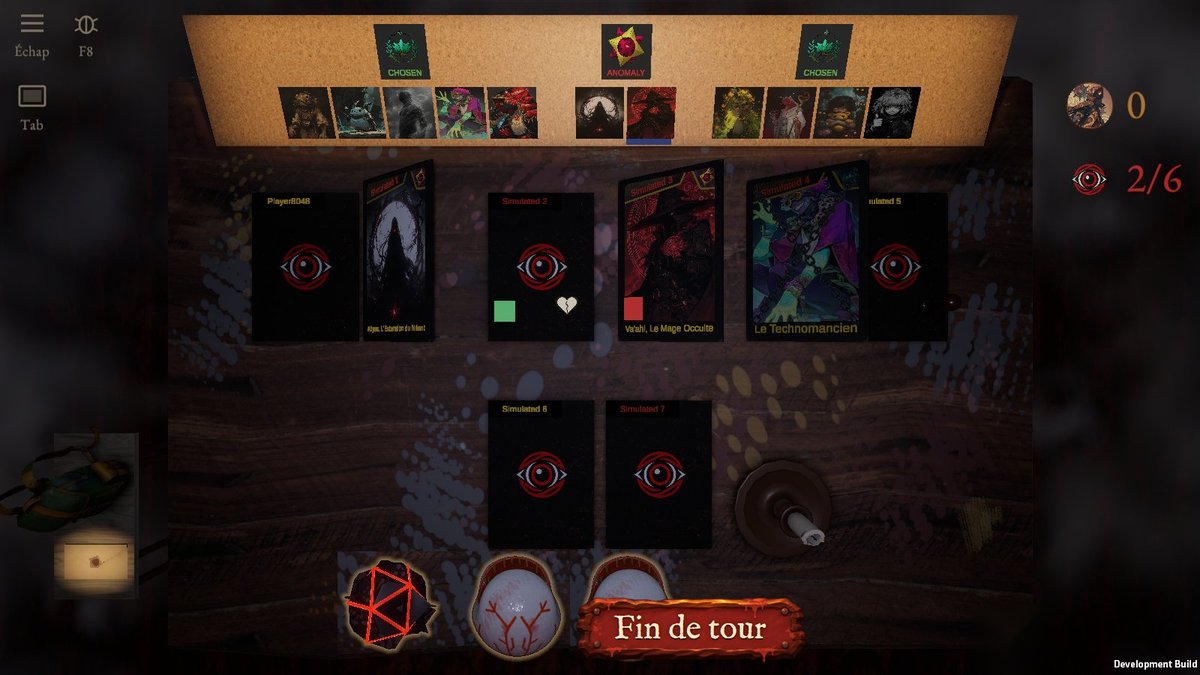 Échap
F8
Tab
CHOSEN
ANOMALY
CHOSEN
0
2/6
Player8048
Simulated 1
Simulated 2
Simulated 3
Simulated 4
ulated 5
Va'ahl, Le Mage Occulte
Le Technomancien
Simulated 6
Simulated 7
Fin de tour
Development Build